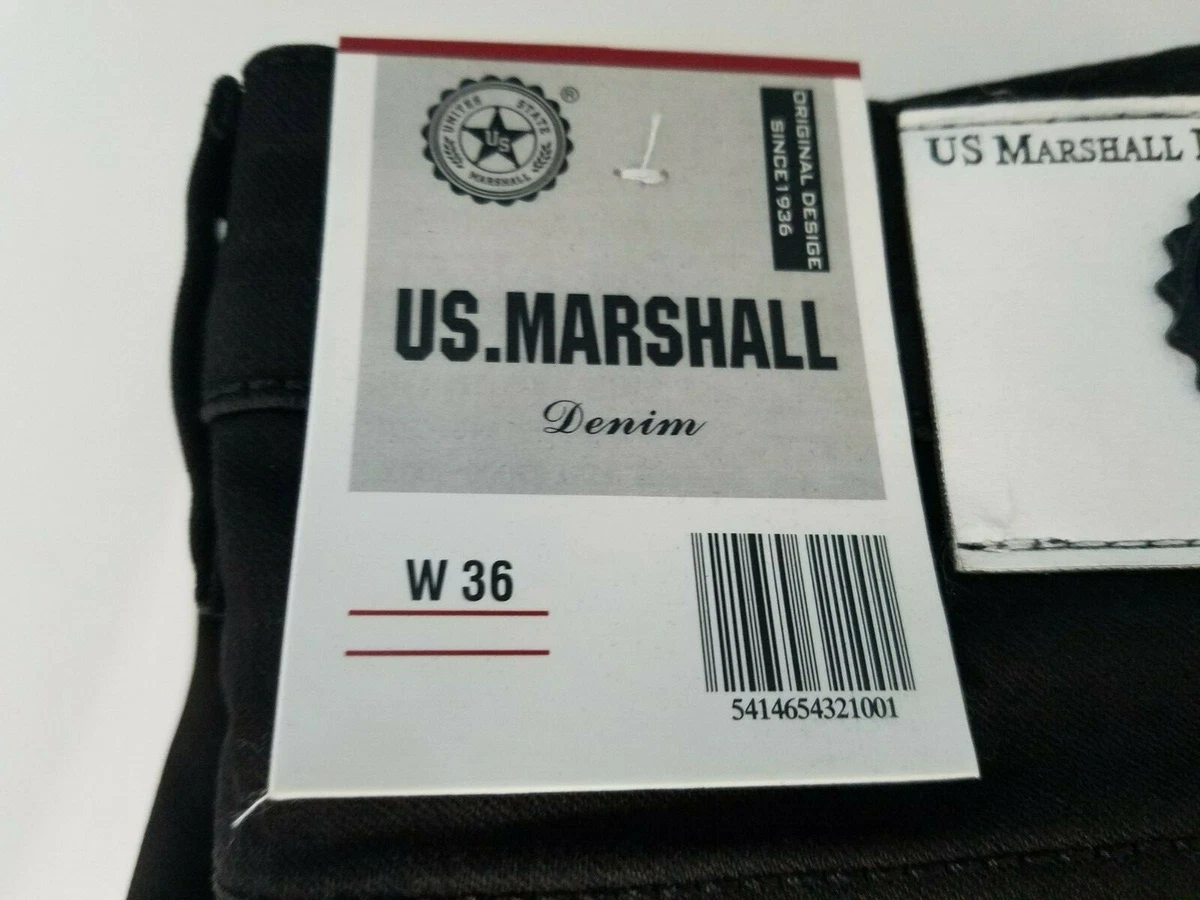 UNITED STATE
US
MARSHALL
®
ORIGINAL DESIGE
SINCE1936
US.MARSHALL
Denim
W 36
5414654321001
US MARSHALL